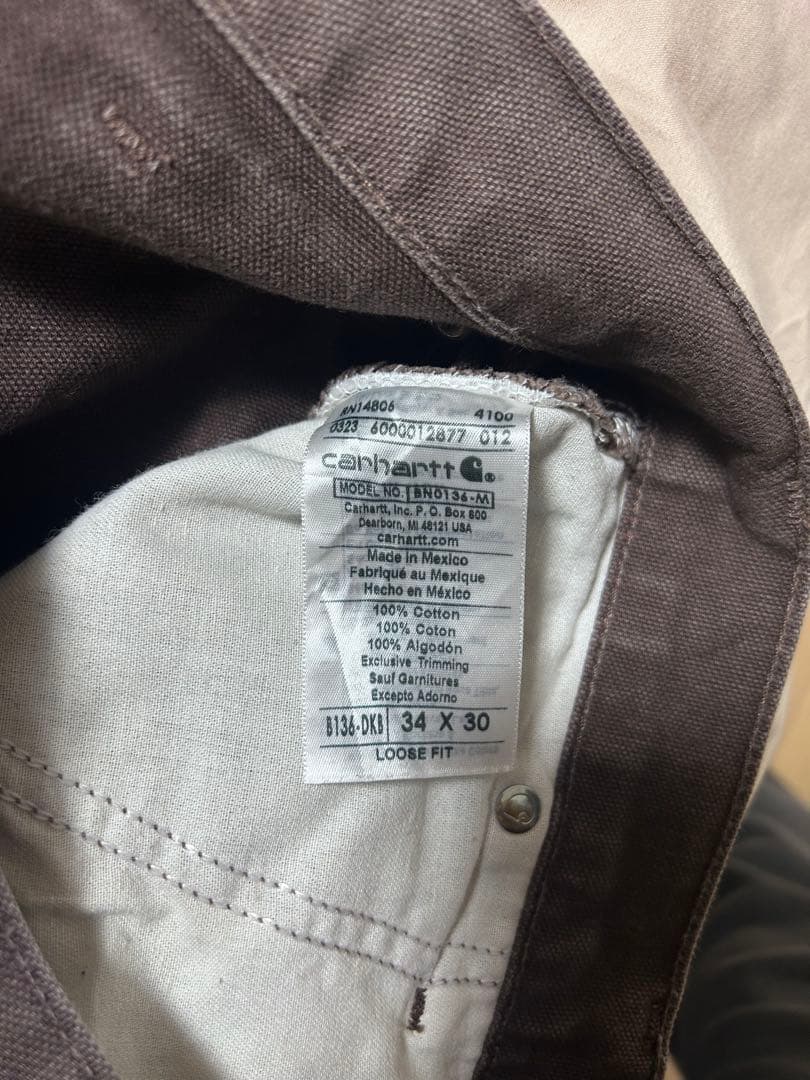 RN14806 4100
0323 6000012877 012
carhartt
MODEL NO. BN0136-M
Carhartt, Inc. P. O. Box 600
Dearborn, MI 48121 USA
carhartt.com
Made in Mexico
Fabriqué au Mexique
Hecho en México
100% Cotton
100% Coton
100% Algodón
Exclusive Trimming
Sauf Garnitures
Excepto Adorno
B136-DKB 34 X 30
LOOSE FIT